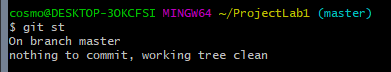 cosmo@DESKTOP-3OKCFSI MINGW64 ~/ProjectLab1 (master)
$ git st
On branch master
nothing to commit, working tree clean